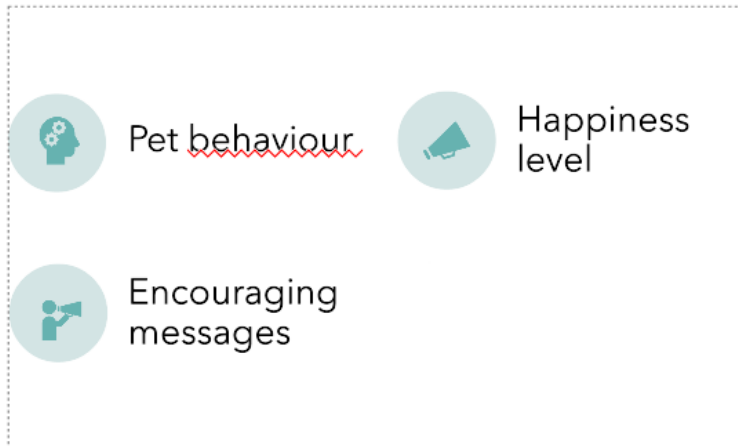 Pet behaviour
Happiness
level
Encouraging
messages